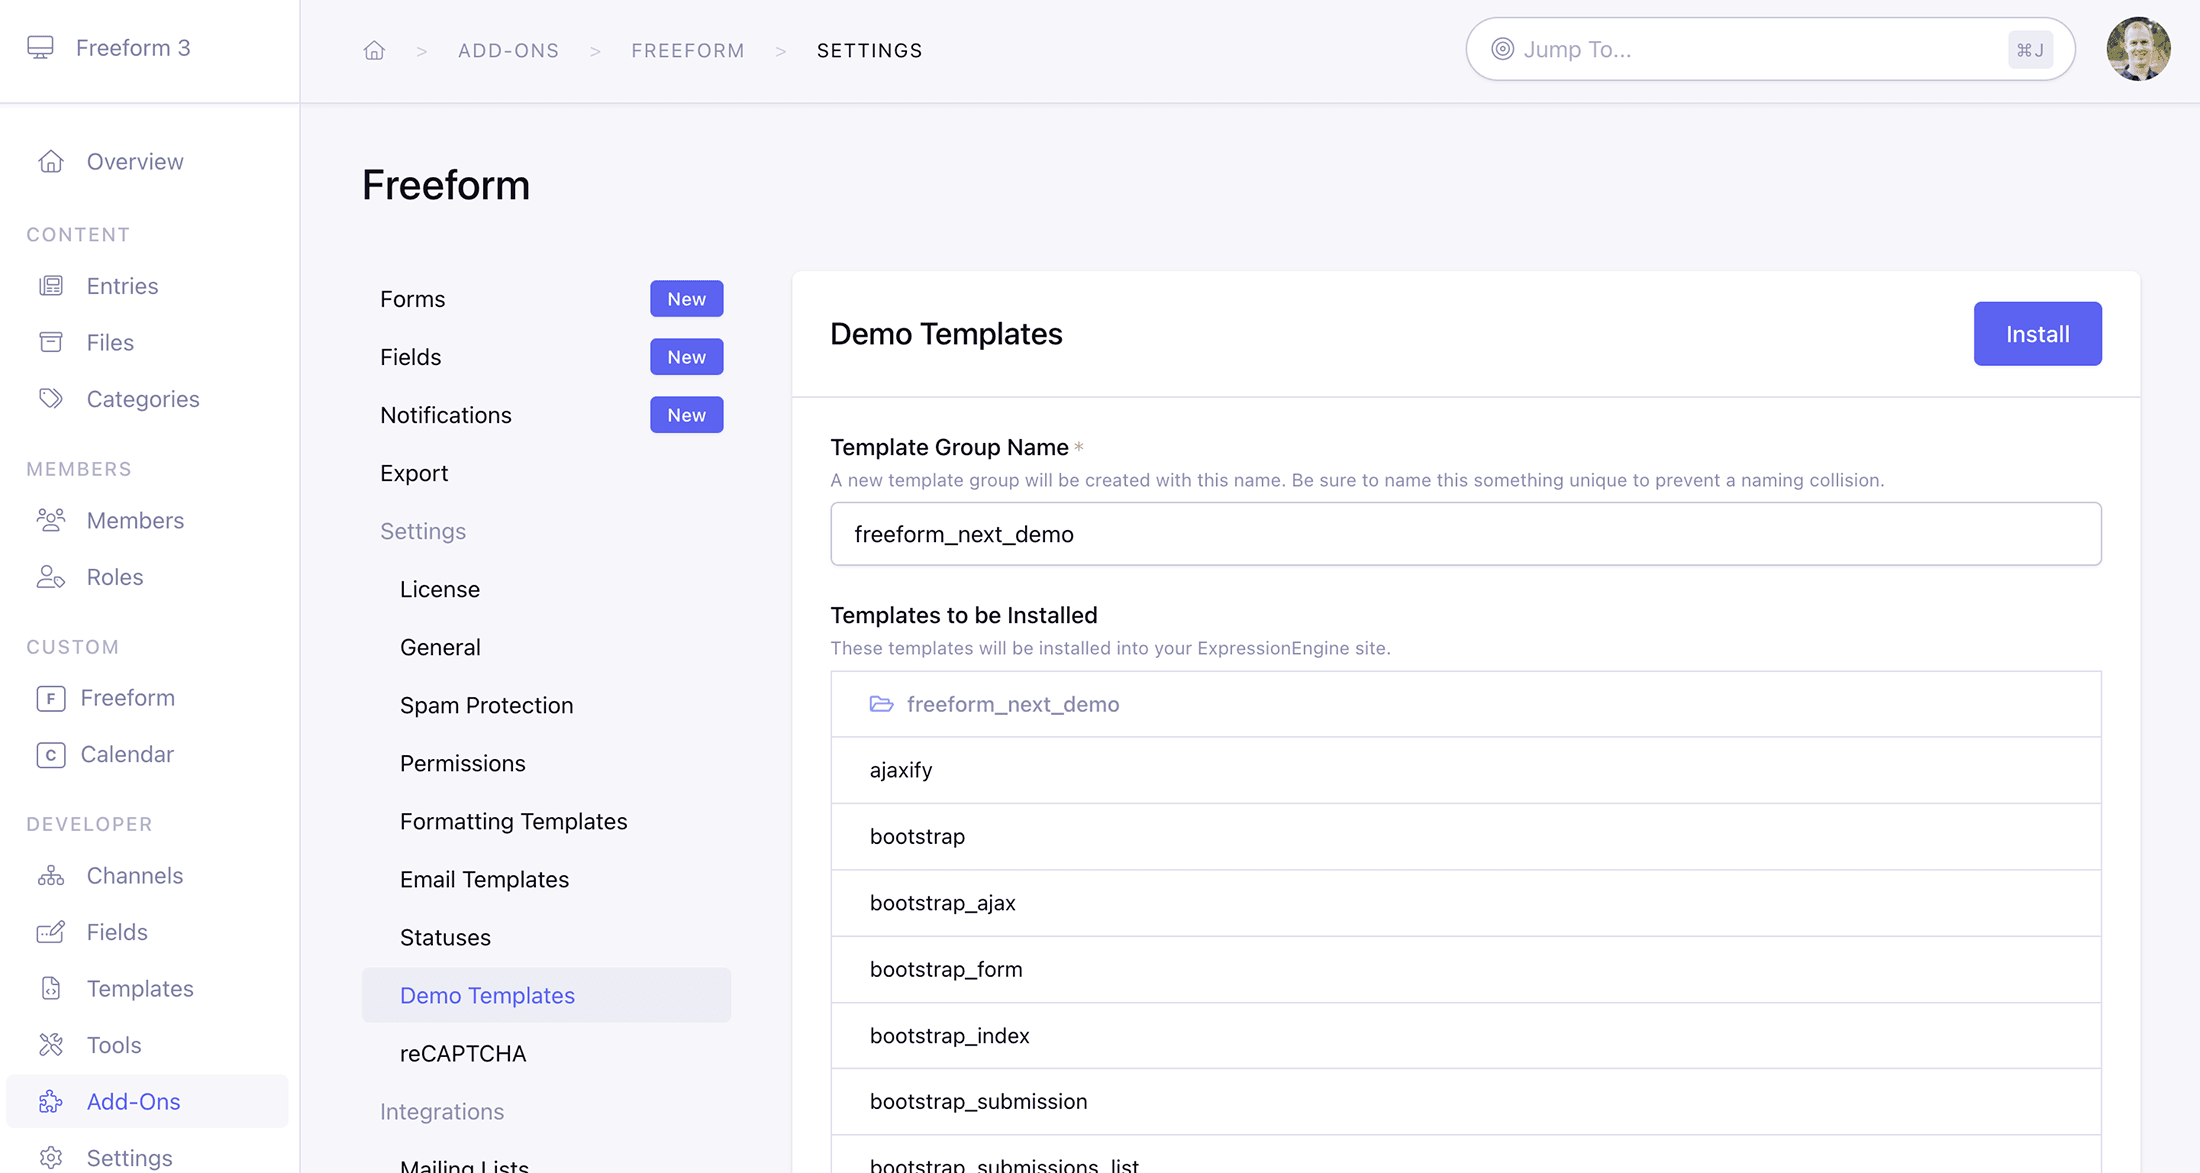 Freeform 3
> ADD-ONS > FREEFORM > SETTINGS
Jump To...
⌘J
Overview
CONTENT
Entries
Files
Categories
MEMBERS
Members
Roles
CUSTOM
F Freeform
C Calendar
DEVELOPER
Channels
Fields
Templates
Tools
Add-Ons
Settings
Freeform
Forms
New
Fields
New
Notifications
New
Export
Settings
License
General
Spam Protection
Permissions
Formatting Templates
Email Templates
Statuses
Demo Templates
reCAPTCHA
Integrations
Mailing Lists
Demo Templates
Install
Template Group Name *
A new template group will be created with this name. Be sure to name this something unique to prevent a naming collision.
freeform_next_demo
Templates to be Installed
These templates will be installed into your ExpressionEngine site.
freeform_next_demo
ajaxify
bootstrap
bootstrap_ajax
bootstrap_form
bootstrap_index
bootstrap_submission
bootstrap_submissions_list